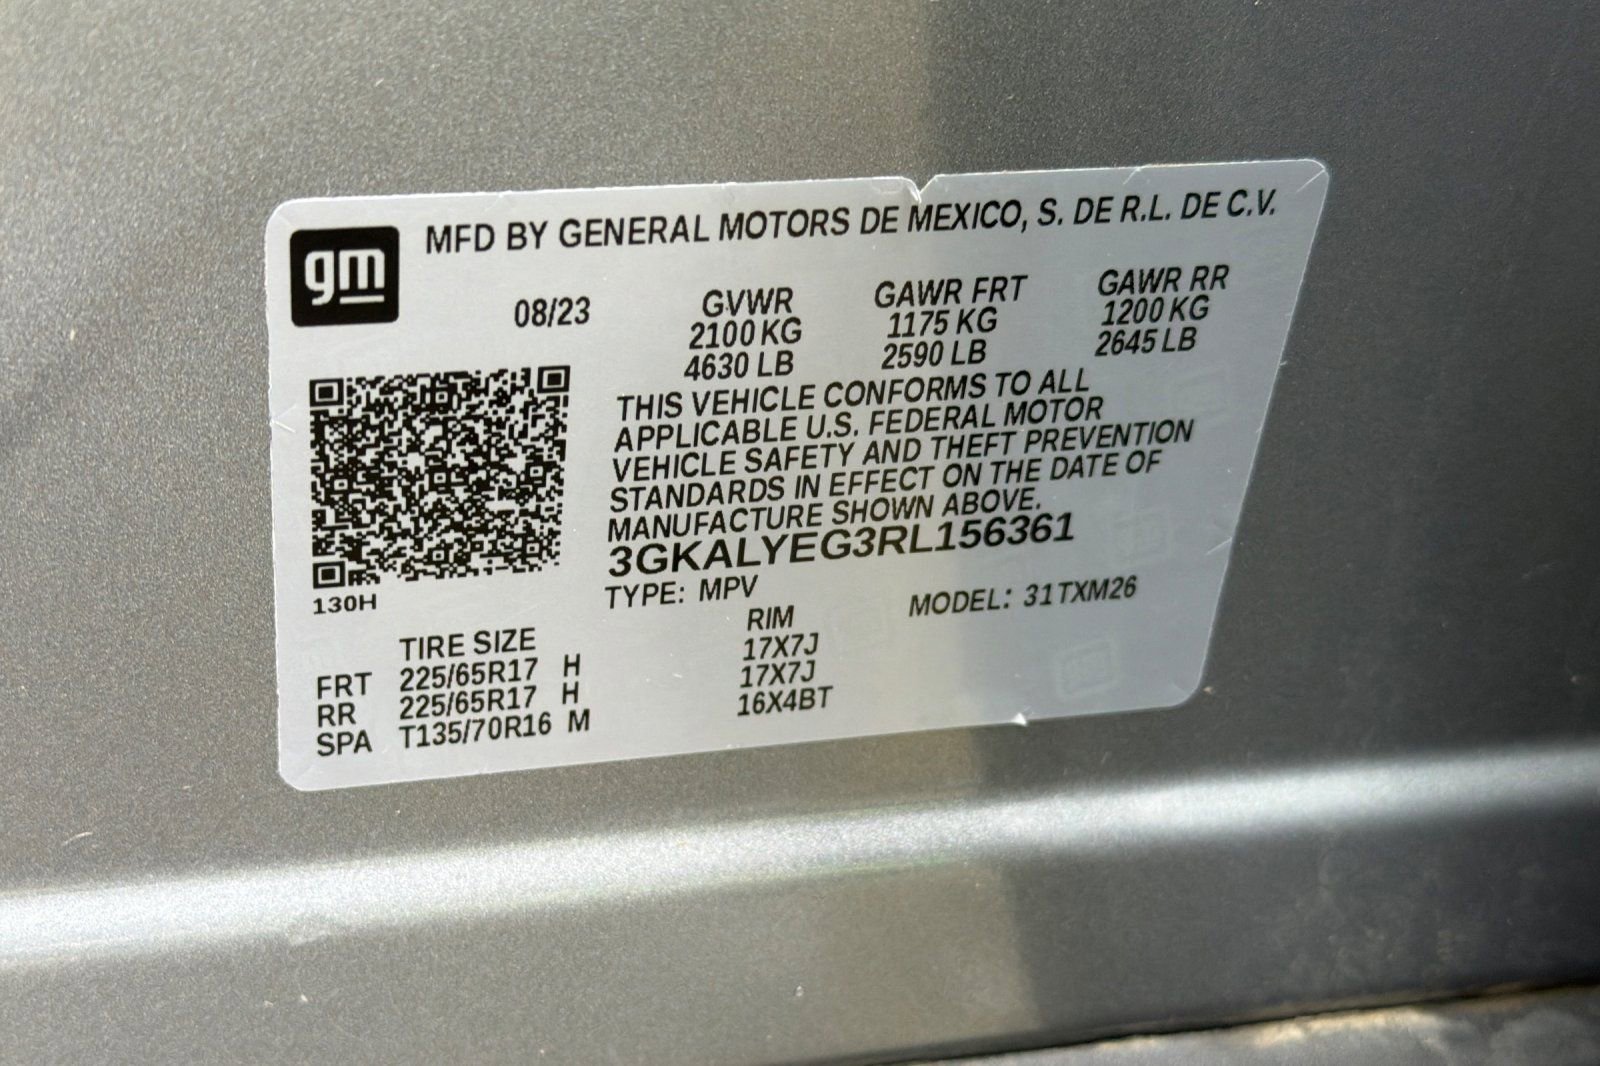 gm
MFD BY GENERAL MOTORS DE MEXICO, S. DE R.L. DE C.V.
08/23 GVWR GAWR FRT GAWR RR
2100 KG 1175 KG 1200 KG
4630 LB 2590 LB 2645 LB
THIS VEHICLE CONFORMS TO ALL
APPLICABLE U.S. FEDERAL MOTOR
VEHICLE SAFETY AND THEFT PREVENTION
STANDARDS IN EFFECT ON THE DATE OF
MANUFACTURE SHOWN ABOVE.
3GKALYEG3RL156361
130H
TYPE: MPV MODEL: 31TXM26
TIRE SIZE RIM
FRT 225/65R17 H 17X7J
RR 225/65R17 H 17X7J
SPA T135/70R16 M 16X4BT